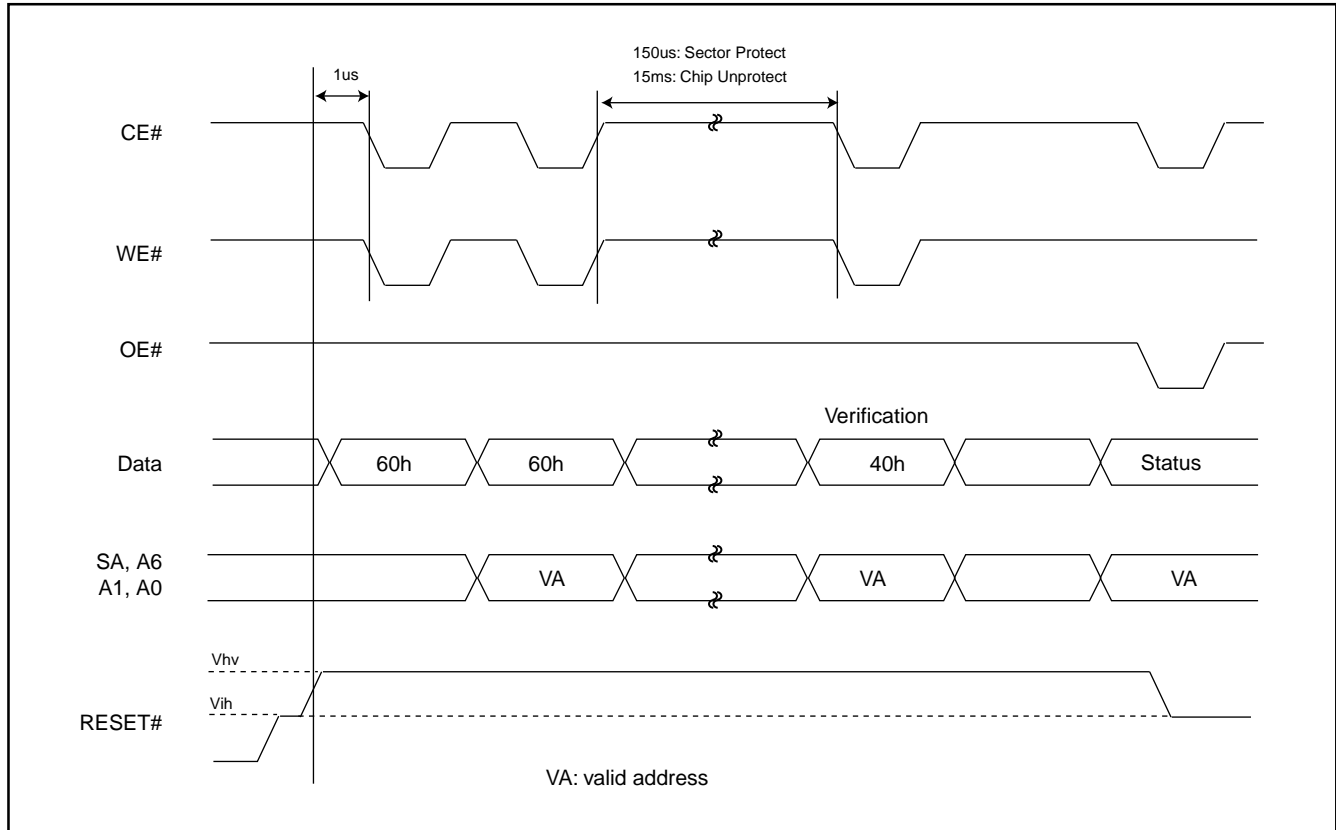 150us: Sector Protect
15ms: Chip Unprotect
1us
CE#
WE#
OE#
Verification
Data
60h
60h
40h
Status
SA, A6
A1, A0
VA
VA
VA
Vhv
Vih
RESET#
VA: valid address